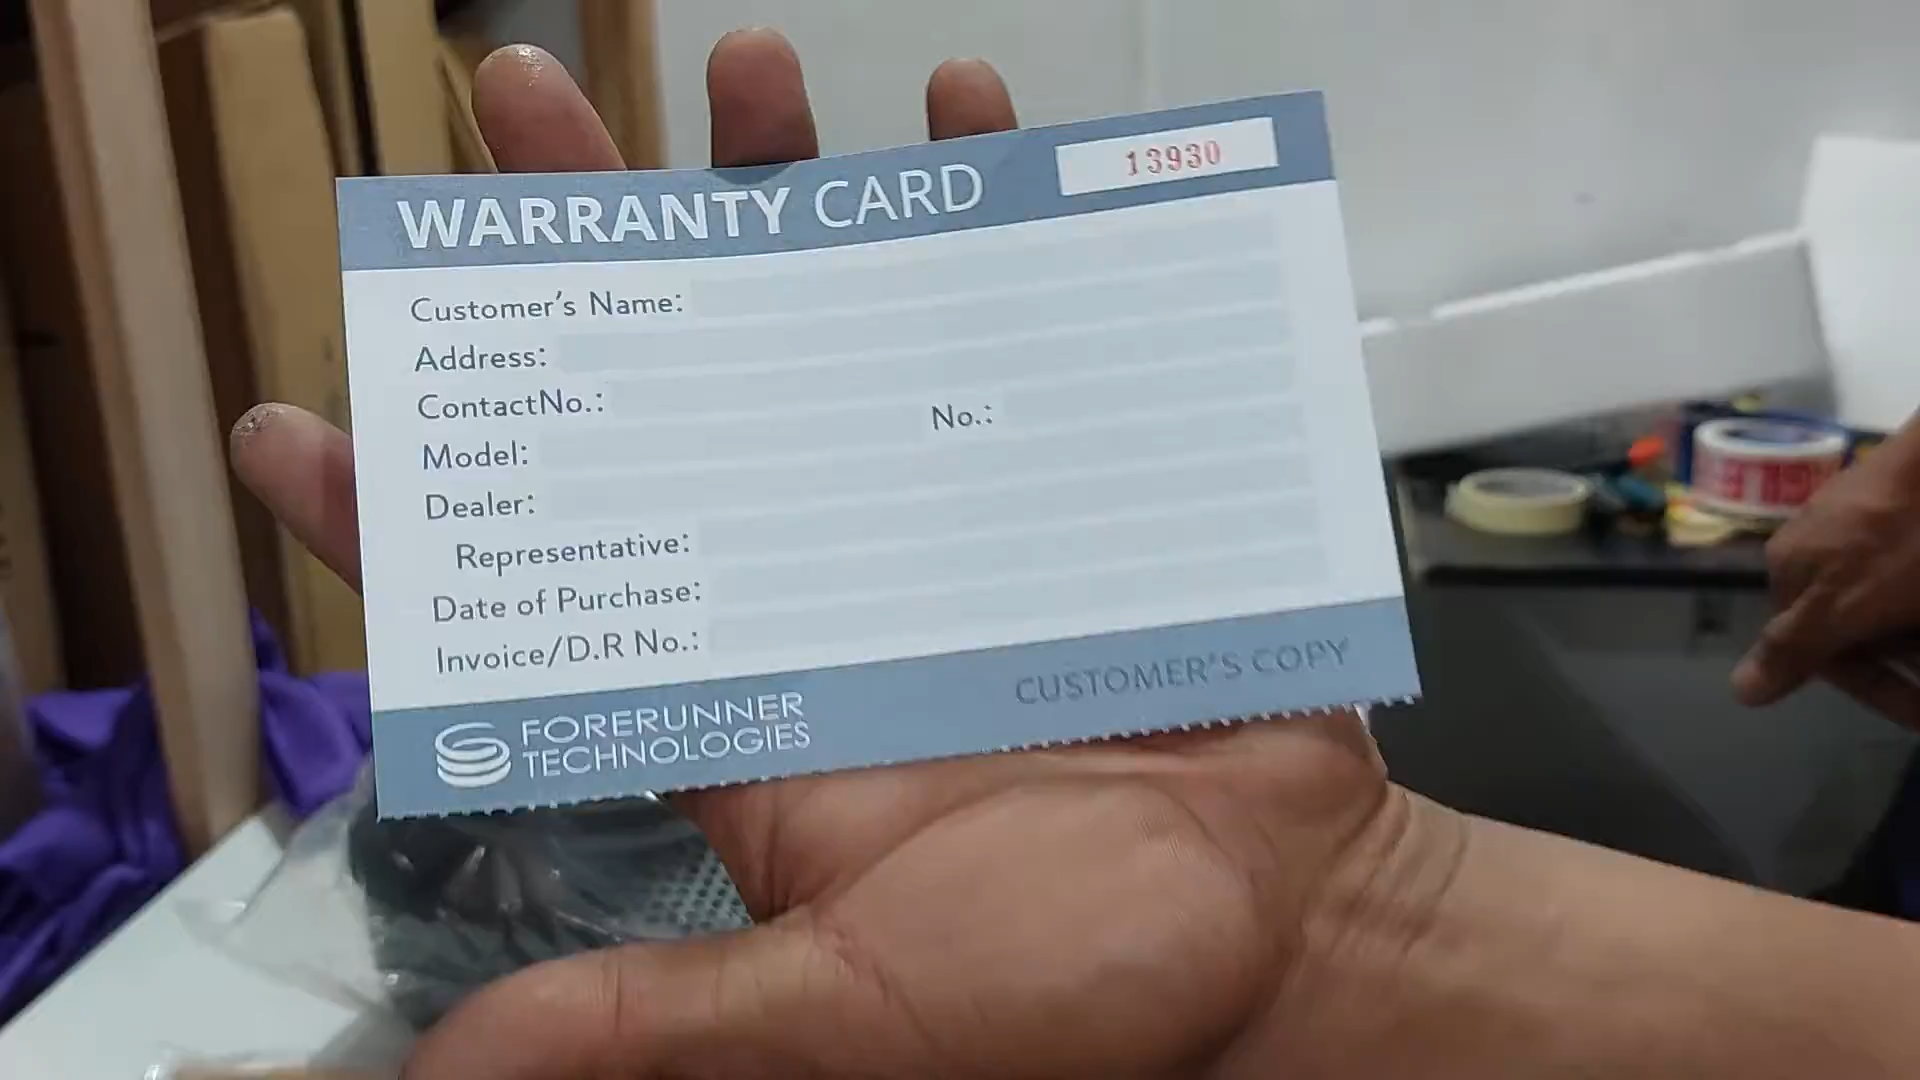 WARRANTY CARD 13930
Customer's Name:
Address:
ContactNo.:
No.:
Model:
Dealer:
Representative:
Date of Purchase:
Invoice/D.R No.:
FORERUNNER
TECHNOLOGIES
CUSTOMER'S COPY